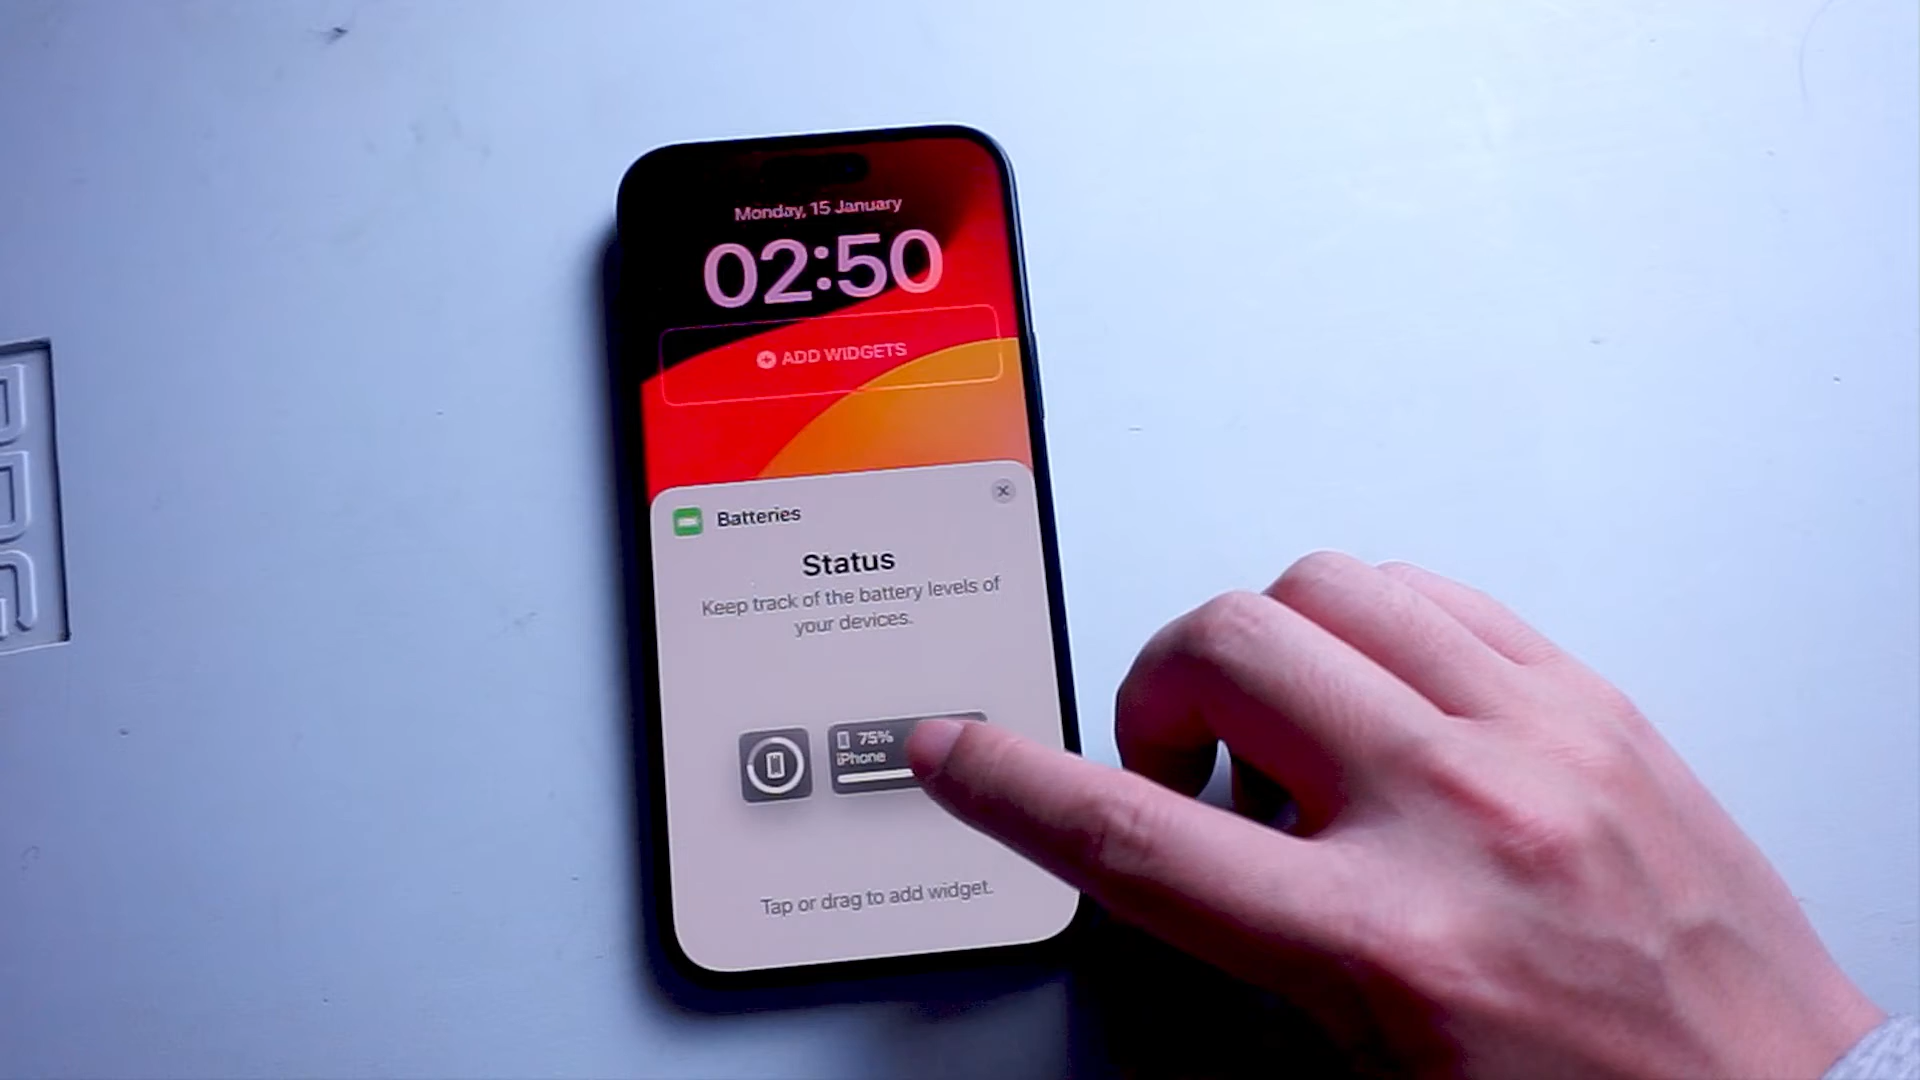 Monday, 15 January
02:50
ADD WIDGETS
Batteries
Status
Keep track of the battery levels of
your devices.
75%
iPhone
Tap or drag to add widget.